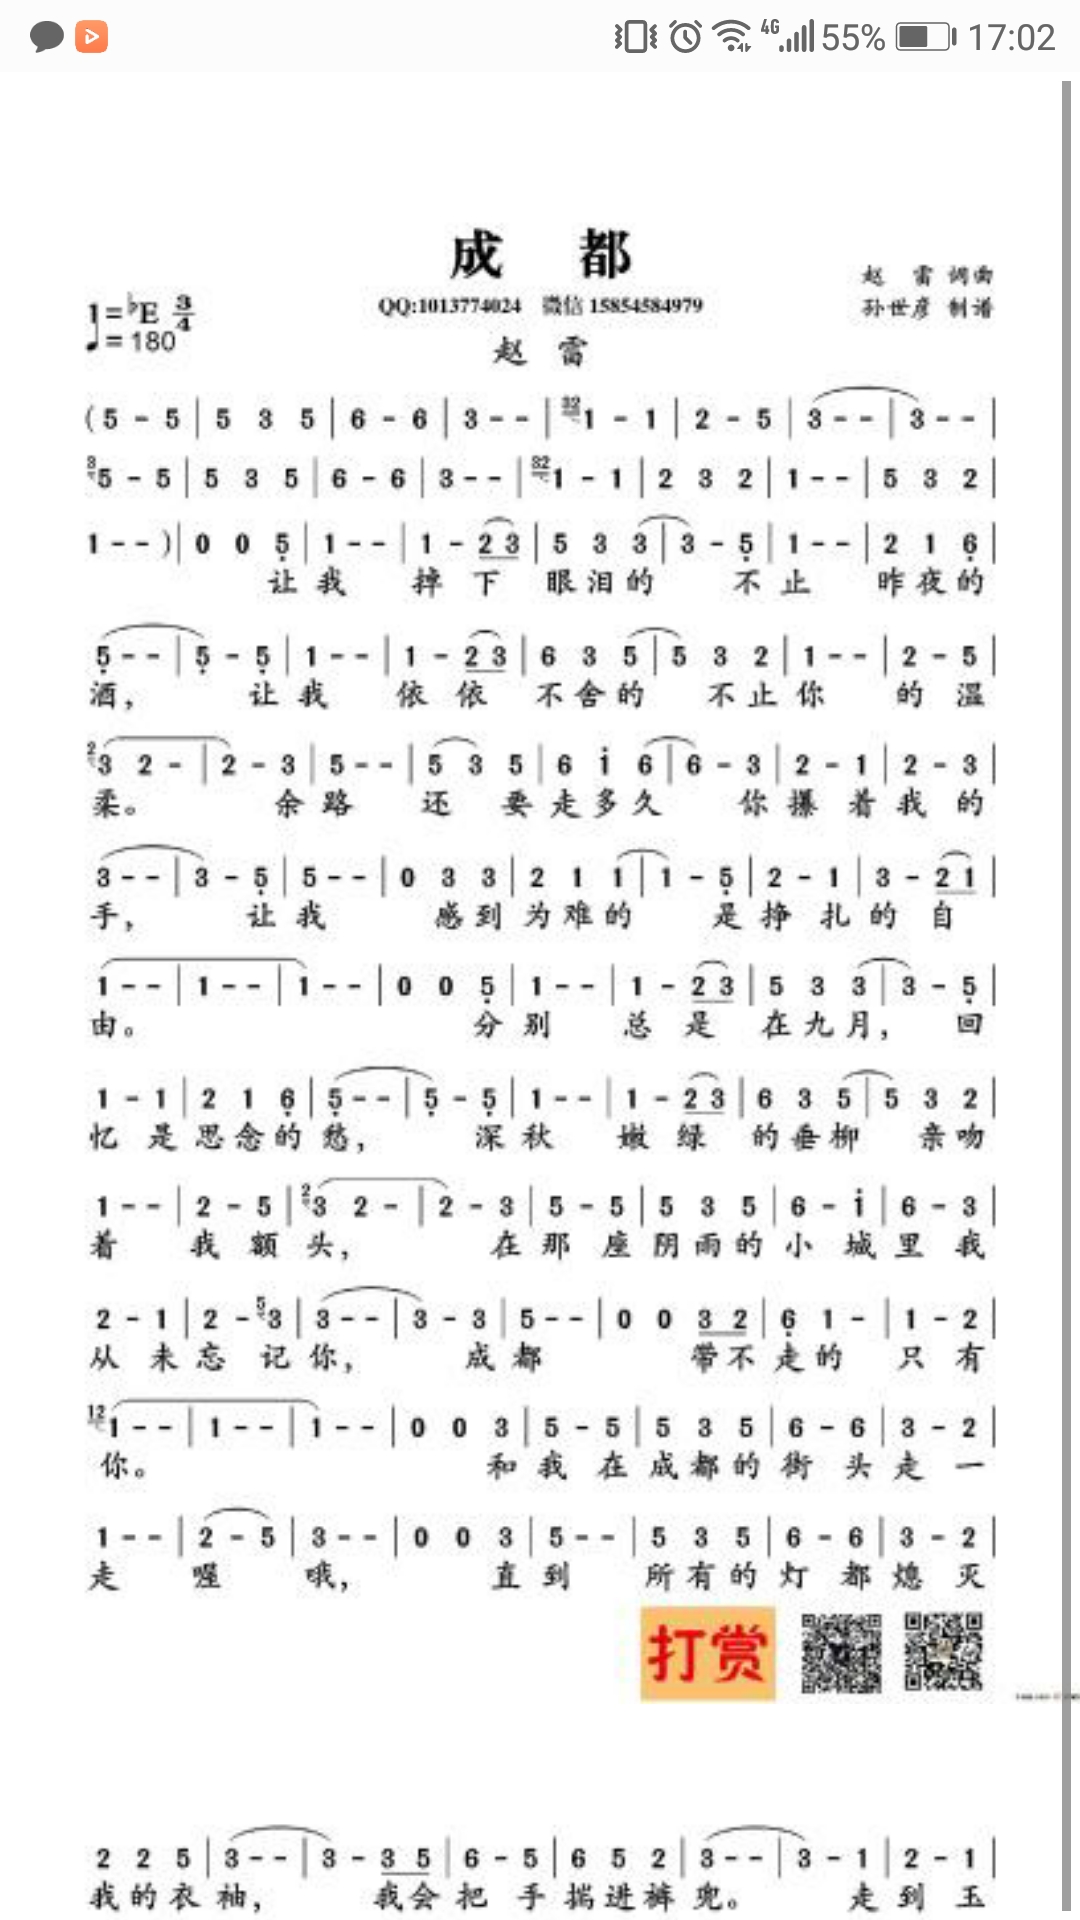 4G 55% 17:02
成 都
赵 雷 词曲
QQ:1013774024 微信 15854584979
孙世彦 制谱
1=♭E 3/4
♩= 180
赵 雷
( 5 - 5 | 5 3 5 | 6 - 6 | 3 - - | 32 1 - 1 | 2 - 5 | 3 - - | 3 - - |
3 5 - 5 | 5 3 5 | 6 - 6 | 3 - - | 32 1 - 1 | 2 3 2 | 1 - - | 5 3 2 |
1 - - ) | 0 0 5̣ | 1 - - | 1 - 2 3 | 5 3 3 | 3 - 5̣ | 1 - - | 2 1 6̣ |
让 我 掉 下 眼 泪 的 不 止 昨 夜 的
5̣ - - | 5̣ - 5̣ | 1 - - | 1 - 2 3 | 6 3 5 | 5 3 2 | 1 - - | 2 - 5 |
酒， 让 我 依 依 不 舍 的 不 止 你 的 温
2 3 2 - | 2 - 3 | 5 - - | 5 3 5 | 6 i 6 | 6 - 3 | 2 - 1 | 2 - 3 |
柔。 余 路 还 要 走 多 久 你 攥 着 我 的
3 - - | 3 - 5̣ | 5 - - | 0 3 3 | 2 1 1 | 1 - 5̣ | 2 - 1 | 3 - 2 1 |
手， 让 我 感 到 为 难 的 是 挣 扎 的 自
1 - - | 1 - - | 1 - - | 0 0 5̣ | 1 - - | 1 - 2 3 | 5 3 3 | 3 - 5̣ |
由。 分 别 总 是 在 九 月， 回
1 - 1 | 2 1 6̣ | 5̣ - - | 5̣ - 5̣ | 1 - - | 1 - 2 3 | 6 3 5 | 5 3 2 |
忆 是 思 念 的 愁， 深 秋 嫩 绿 的 垂 柳 亲 吻
1 - - | 2 - 5 | 2 3 2 - | 2 - 3 | 5 - 5 | 5 3 5 | 6 - i | 6 - 3 |
着 我 额 头， 在 那 座 阴 雨 的 小 城 里 我
2 - 1 | 2 - 5 3 | 3 - - | 3 - 3 | 5 - - | 0 0 3 2 | 6̣ 1 - | 1 - 2 |
从 未 忘 记 你， 成 都 带 不 走 的 只 有
12 1 - - | 1 - - | 1 - - | 0 0 3 | 5 - 5 | 5 3 5 | 6 - 6 | 3 - 2 |
你。 和 我 在 成 都 的 街 头 走 一
1 - - | 2 - 5 | 3 - - | 0 0 3 | 5 - - | 5 3 5 | 6 - 6 | 3 - 2 |
走 喔 哦， 直 到 所 有 的 灯 都 熄 灭
打赏
2 2 5 | 3 - - | 3 - 3 5 | 6 - 5 | 6 5 2 | 3 - - | 3 - 1 | 2 - 1 |
我 的 衣 袖， 我 会 把 手 揣 进 裤 兜。 走 到 玉